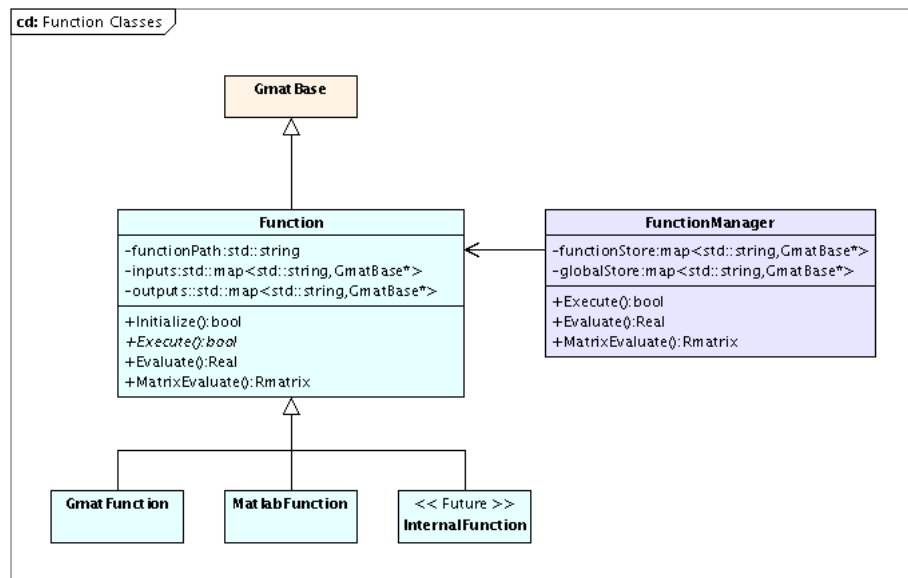 cd: Function Classes
GmatBase
Function
-functionPath:std::string
-inputs:std::map<std::string,GmatBase*>
-outputs::std::map<std::string,GmatBase*>
+Initialize():bool
+Execute():bool
+Evaluate():Real
+MatrixEvaluate():Rmatrix
FunctionManager
-functionStore:map<std::string,GmatBase*>
-globalStore:map<std::string,GmatBase*>
+Execute():bool
+Evaluate():Real
+MatrixEvaluate():Rmatrix
GmatFunction
MatlabFunction
<< Future >>
InternalFunction